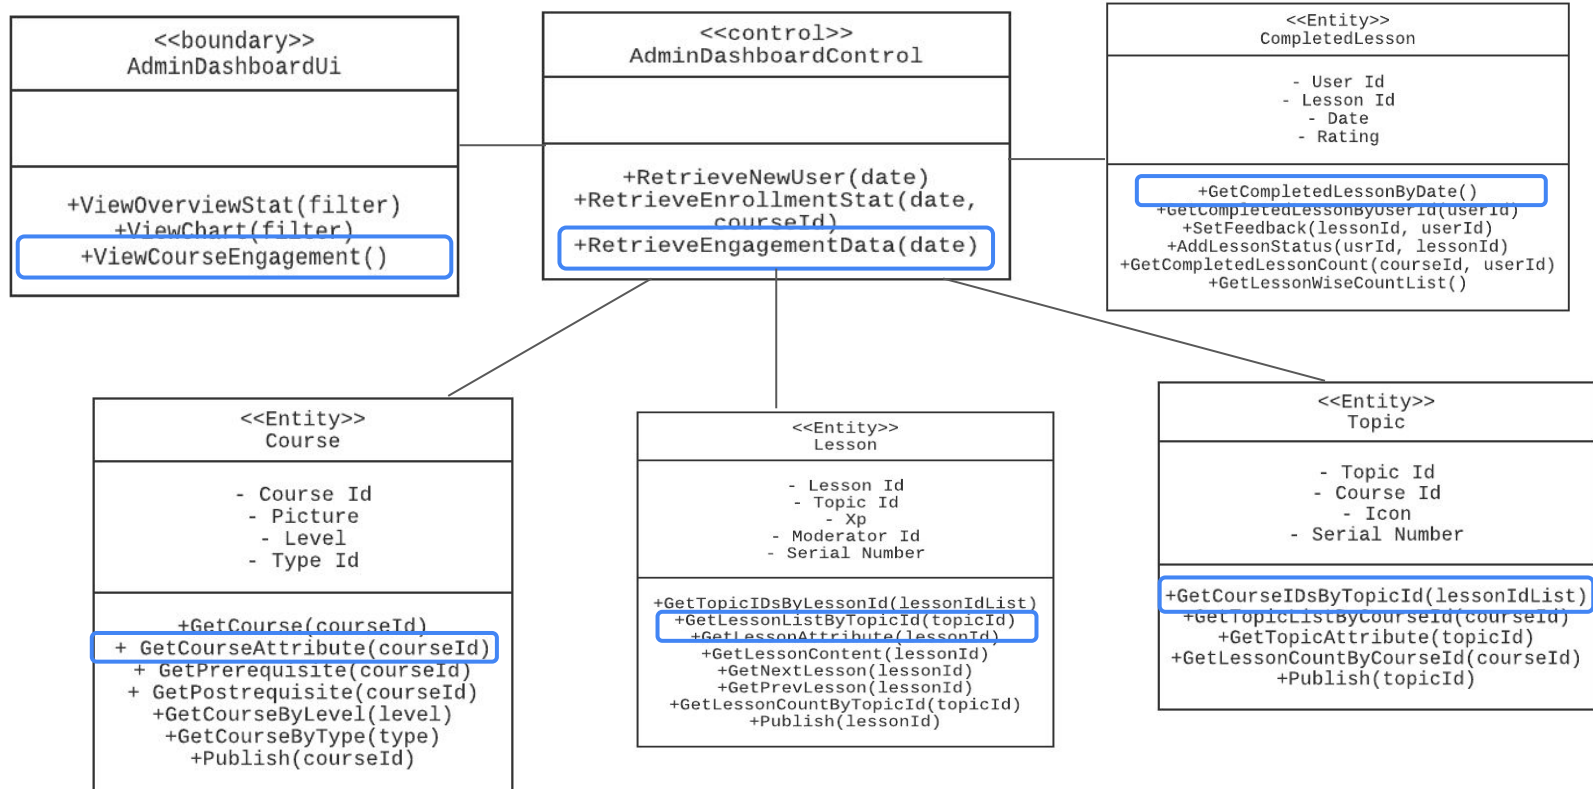 <<boundary>>
AdminDashboardUi
+ViewOverviewStat(filter)
+ViewChart(filter)
+ViewCourseEngagement()
<<control>>
AdminDashboardControl
+RetrieveNewUser(date)
+RetrieveEnrollmentStat(date,
courseId)
+RetrieveEngagementData(date)
<<Entity>>
CompletedLesson
- User Id
- Lesson Id
- Date
- Rating
+GetCompletedLessonByDate()
+GetCompletedLessonByUserId(userId)
+SetFeedback(lessonId, userId)
+AddLessonStatus(usrId, lessonId)
+GetCompletedLessonCount(courseId, userId)
+GetLessonWiseCountList()
<<Entity>>
Course
- Course Id
- Picture
- Level
- Type Id
+GetCourse(courseId)
+ GetCourseAttribute(courseId)
+ GetPrerequisite(courseId)
+ GetPostrequisite(courseId)
+GetCourseByLevel(level)
+GetCourseByType(type)
+Publish(courseId)
<<Entity>>
Lesson
- Lesson Id
- Topic Id
- Xp
- Moderator Id
- Serial Number
+GetTopicIDsByLessonId(lessonIdList)
+GetLessonListByTopicId(topicId)
+GetLessonAttribute(lessonId)
+GetLessonContent(lessonId)
+GetNextLesson(lessonId)
+GetPrevLesson(lessonId)
+GetLessonCountByTopicId(topicId)
+Publish(lessonId)
<<Entity>>
Topic
- Topic Id
- Course Id
- Icon
- Serial Number
+GetCourseIDsByTopicId(lessonIdList)
+GetTopicListByCourseId(courseId)
+GetTopicAttribute(topicId)
+GetLessonCountByCourseId(courseId)
+Publish(topicId)